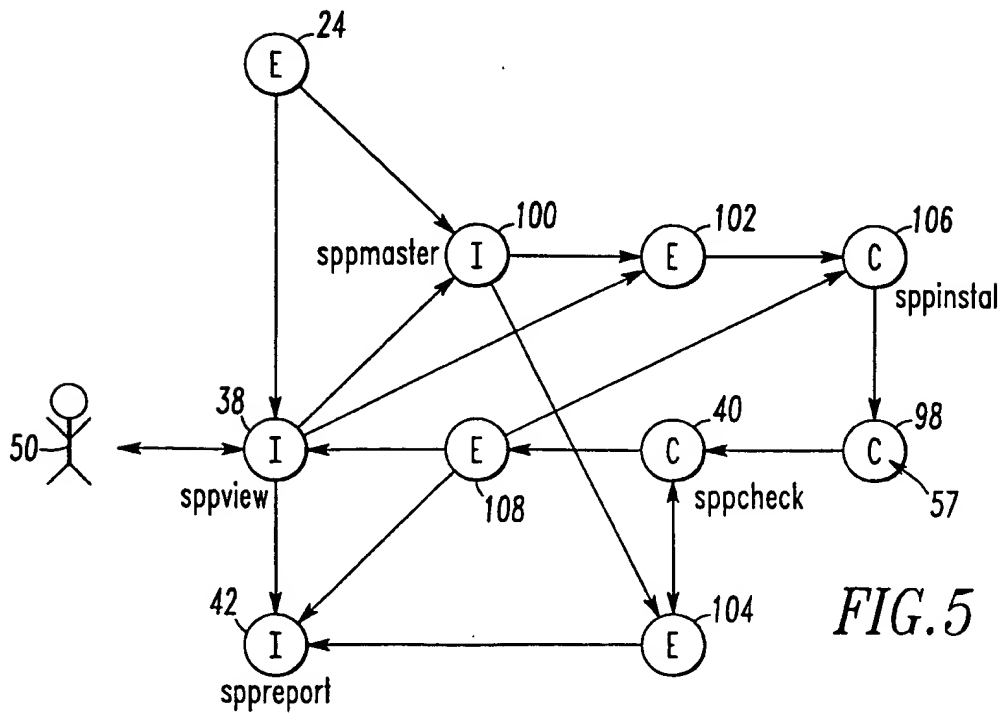 24
E
100
102
106
sppmaster
I
E
C
sppinstal
38
40
98
50
I
E
C
C
sppview
108
sppcheck
57
42
104
I
E
sppreport
FIG.5